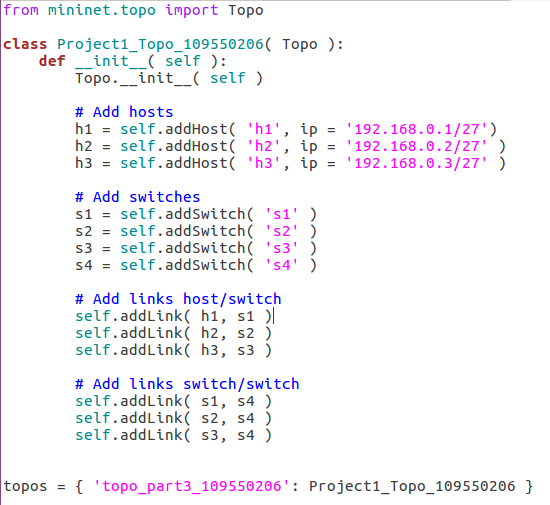 from mininet.topo import Topo

class Project1_Topo_109550206( Topo ):
    def __init__( self ):
        Topo.__init__( self )

        # Add hosts
        h1 = self.addHost( 'h1', ip = '192.168.0.1/27')
        h2 = self.addHost( 'h2', ip = '192.168.0.2/27' )
        h3 = self.addHost( 'h3', ip = '192.168.0.3/27' )

        # Add switches
        s1 = self.addSwitch( 's1' )
        s2 = self.addSwitch( 's2' )
        s3 = self.addSwitch( 's3' )
        s4 = self.addSwitch( 's4' )

        # Add links host/switch
        self.addLink( h1, s1 )
        self.addLink( h2, s2 )
        self.addLink( h3, s3 )

        # Add links switch/switch
        self.addLink( s1, s4 )
        self.addLink( s2, s4 )
        self.addLink( s3, s4 )


topos = { 'topo_part3_109550206': Project1_Topo_109550206 }